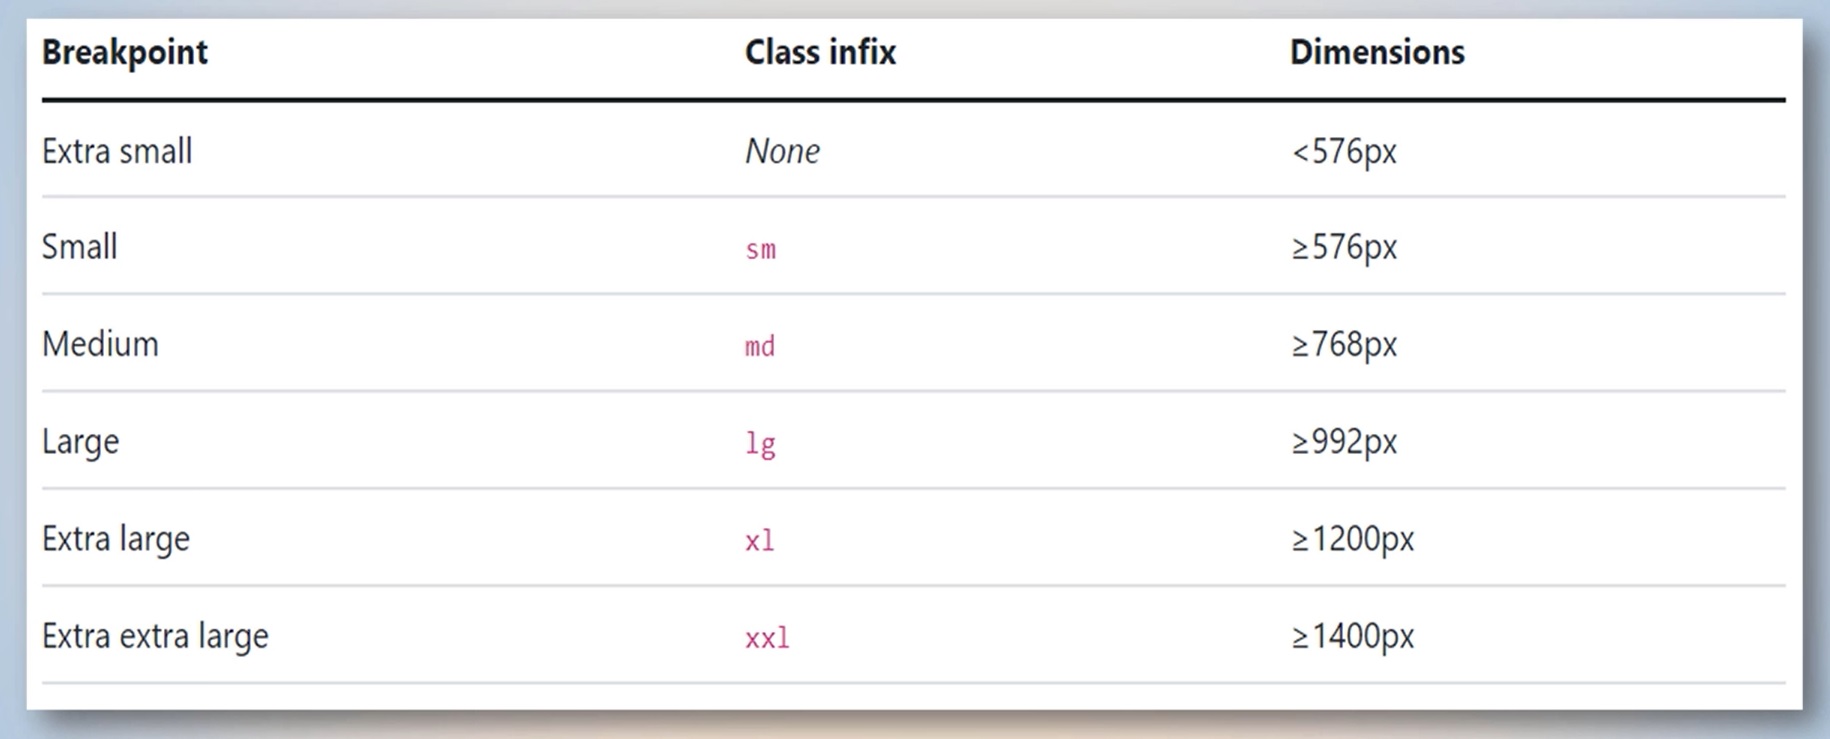 Breakpoint Class infix Dimensions
Extra small None <576px
Small sm ≥576px
Medium md ≥768px
Large lg ≥992px
Extra large xl ≥1200px
Extra extra large xxl ≥1400px